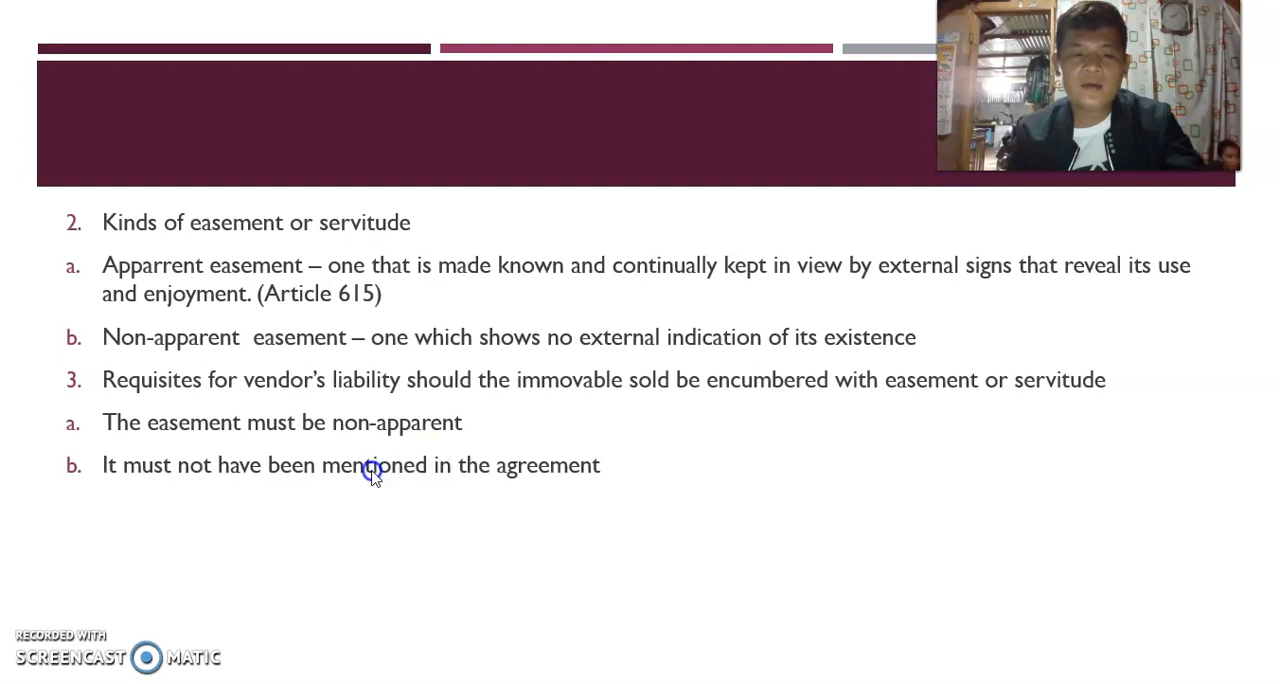 2. Kinds of easement or servitude
a. Apparrent easement – one that is made known and continually kept in view by external signs that reveal its use
and enjoyment. (Article 615)
b. Non-apparent easement – one which shows no external indication of its existence
3. Requisites for vendor's liability should the immovable sold be encumbered with easement or servitude
a. The easement must be non-apparent
b. It must not have been mentioned in the agreement
RECORDED WITH
SCREENCAST MATIC